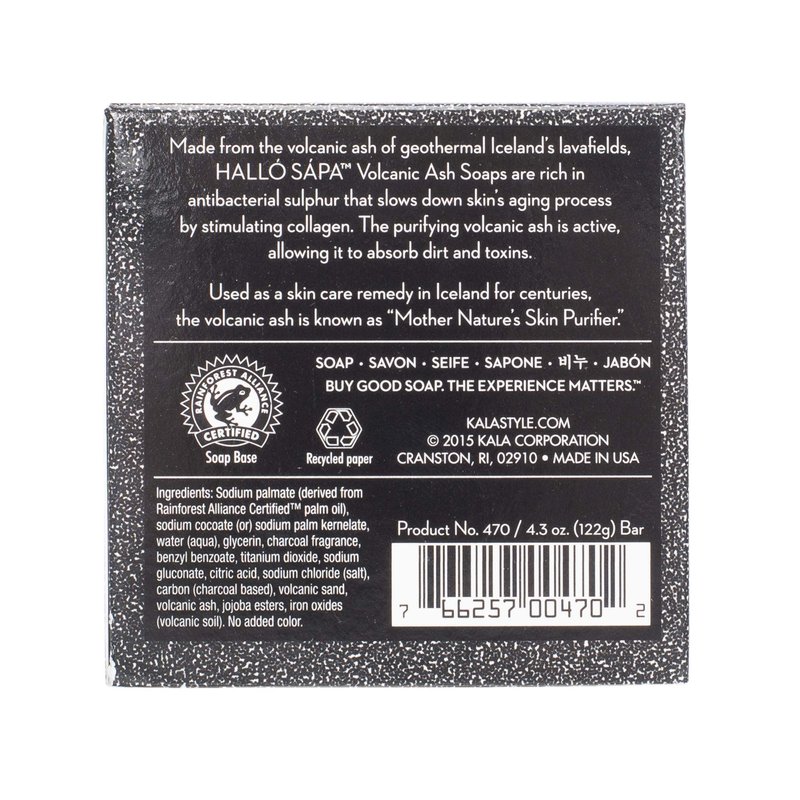 Made from the volcanic ash of geothermal Iceland's lavafields,
HALLÓ SÁPA™ Volcanic Ash Soaps are rich in
antibacterial sulphur that slows down skin's aging process
by stimulating collagen. The purifying volcanic ash is active,
allowing it to absorb dirt and toxins.
Used as a skin care remedy in Iceland for centuries,
the volcanic ash is known as "Mother Nature's Skin Purifier."
RAINFOREST ALLIANCE
CERTIFIED
Soap Base
Recycled paper
SOAP • SAVON • SEIFE • SAPONE • 비누 • JABÓN
BUY GOOD SOAP. THE EXPERIENCE MATTERS.™
KALASTYLE.COM
© 2015 KALA CORPORATION
CRANSTON, RI, 02910 • MADE IN USA
Ingredients: Sodium palmate (derived from
Rainforest Alliance Certified™ palm oil),
sodium cocoate (or) sodium palm kernelate,
water (aqua), glycerin, charcoal fragrance,
benzyl benzoate, titanium dioxide, sodium
gluconate, citric acid, sodium chloride (salt),
carbon (charcoal based), volcanic sand,
volcanic ash, jojoba esters, iron oxides
(volcanic soil). No added color.
Product No. 470 / 4.3 oz. (122g) Bar
7 66257 00470 2